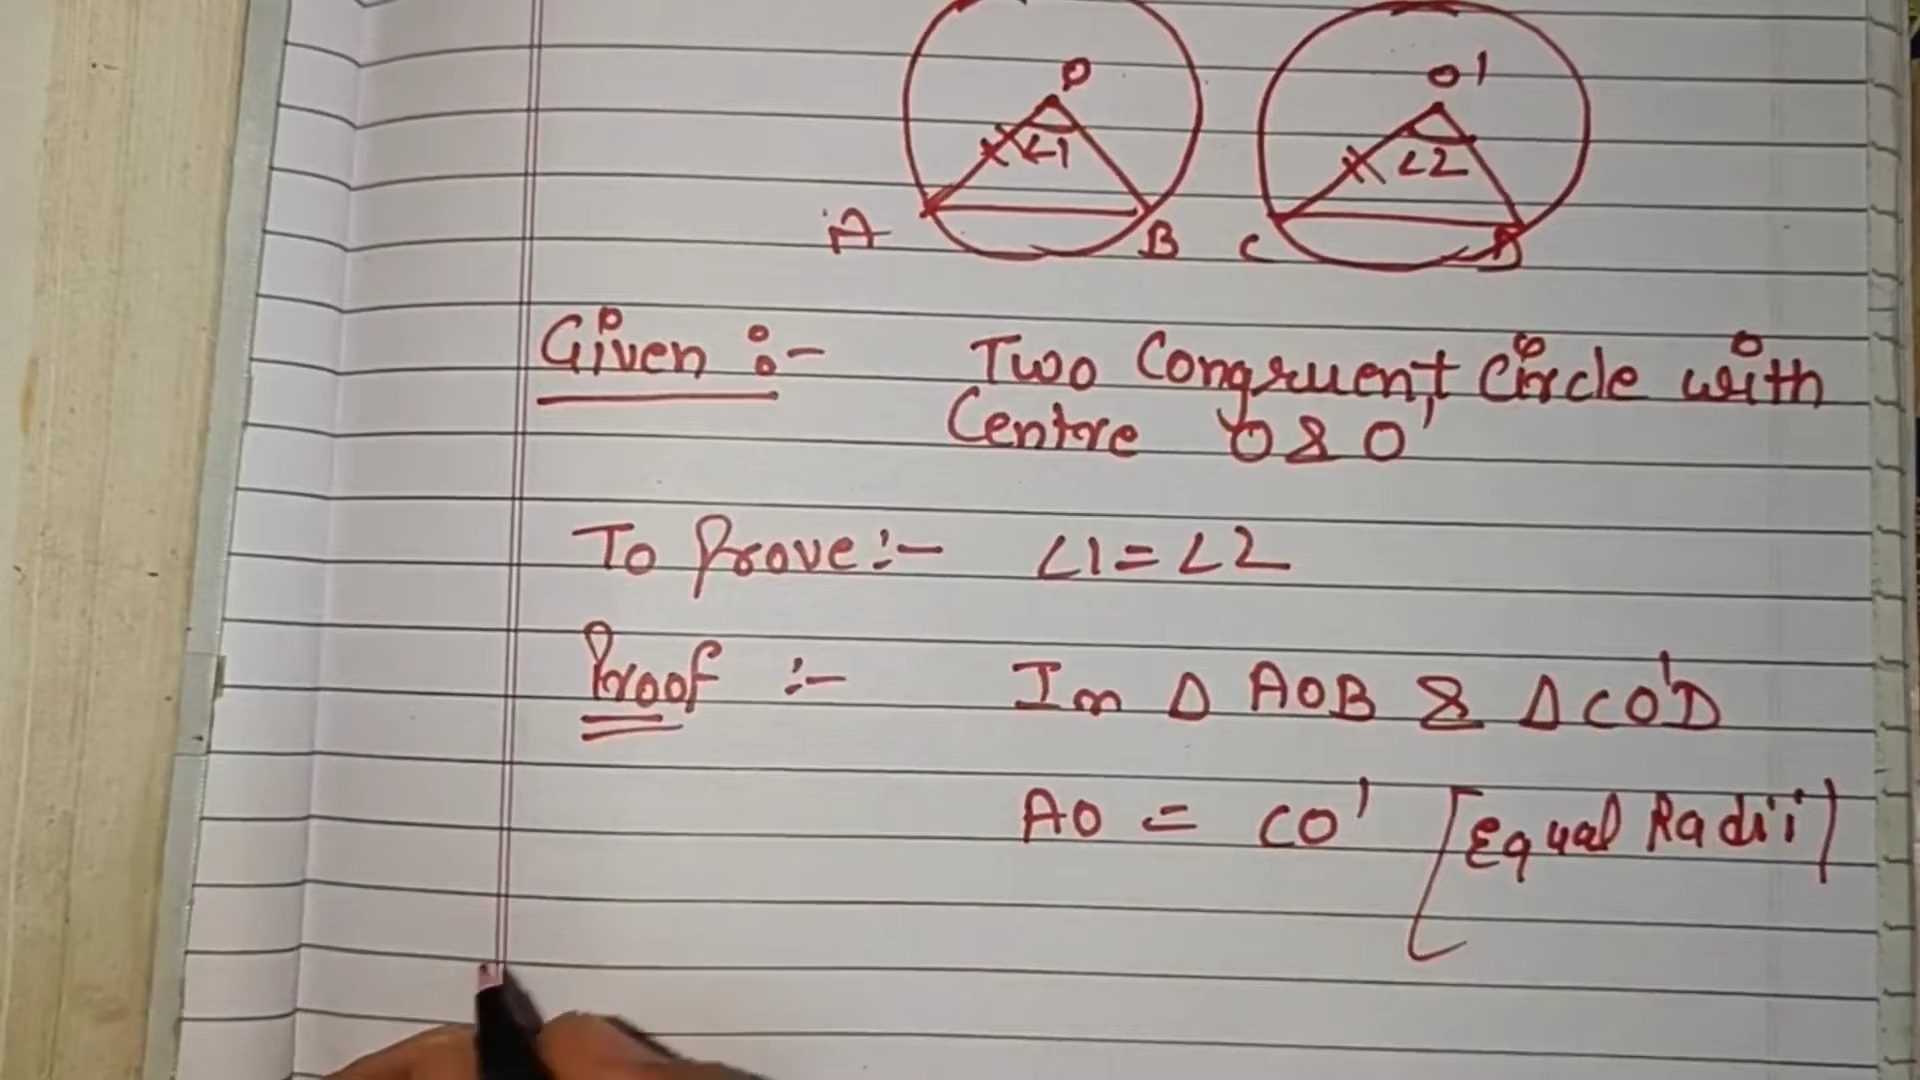 O O'
∠1 ∠2
A B C D
Given :- Two Congruent Circle with
Centre O & O'
To Prove :- ∠1 = ∠2
Proof :- In Δ AOB & Δ CO'D
AO = CO' [Equal Radii]